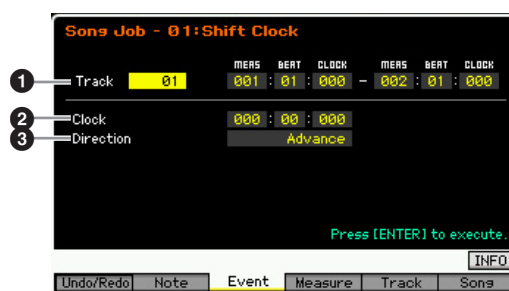 Song Job - 01:Shift Clock
MEAS BEAT CLOCK MEAS BEAT CLOCK
1 Track 01 001 : 01 : 000 - 002 : 01 : 000
2 Clock 000 : 00 : 000
3 Direction Advance
Press [ENTER] to execute.
INFO
Undo/Redo Note Event Measure Track Song